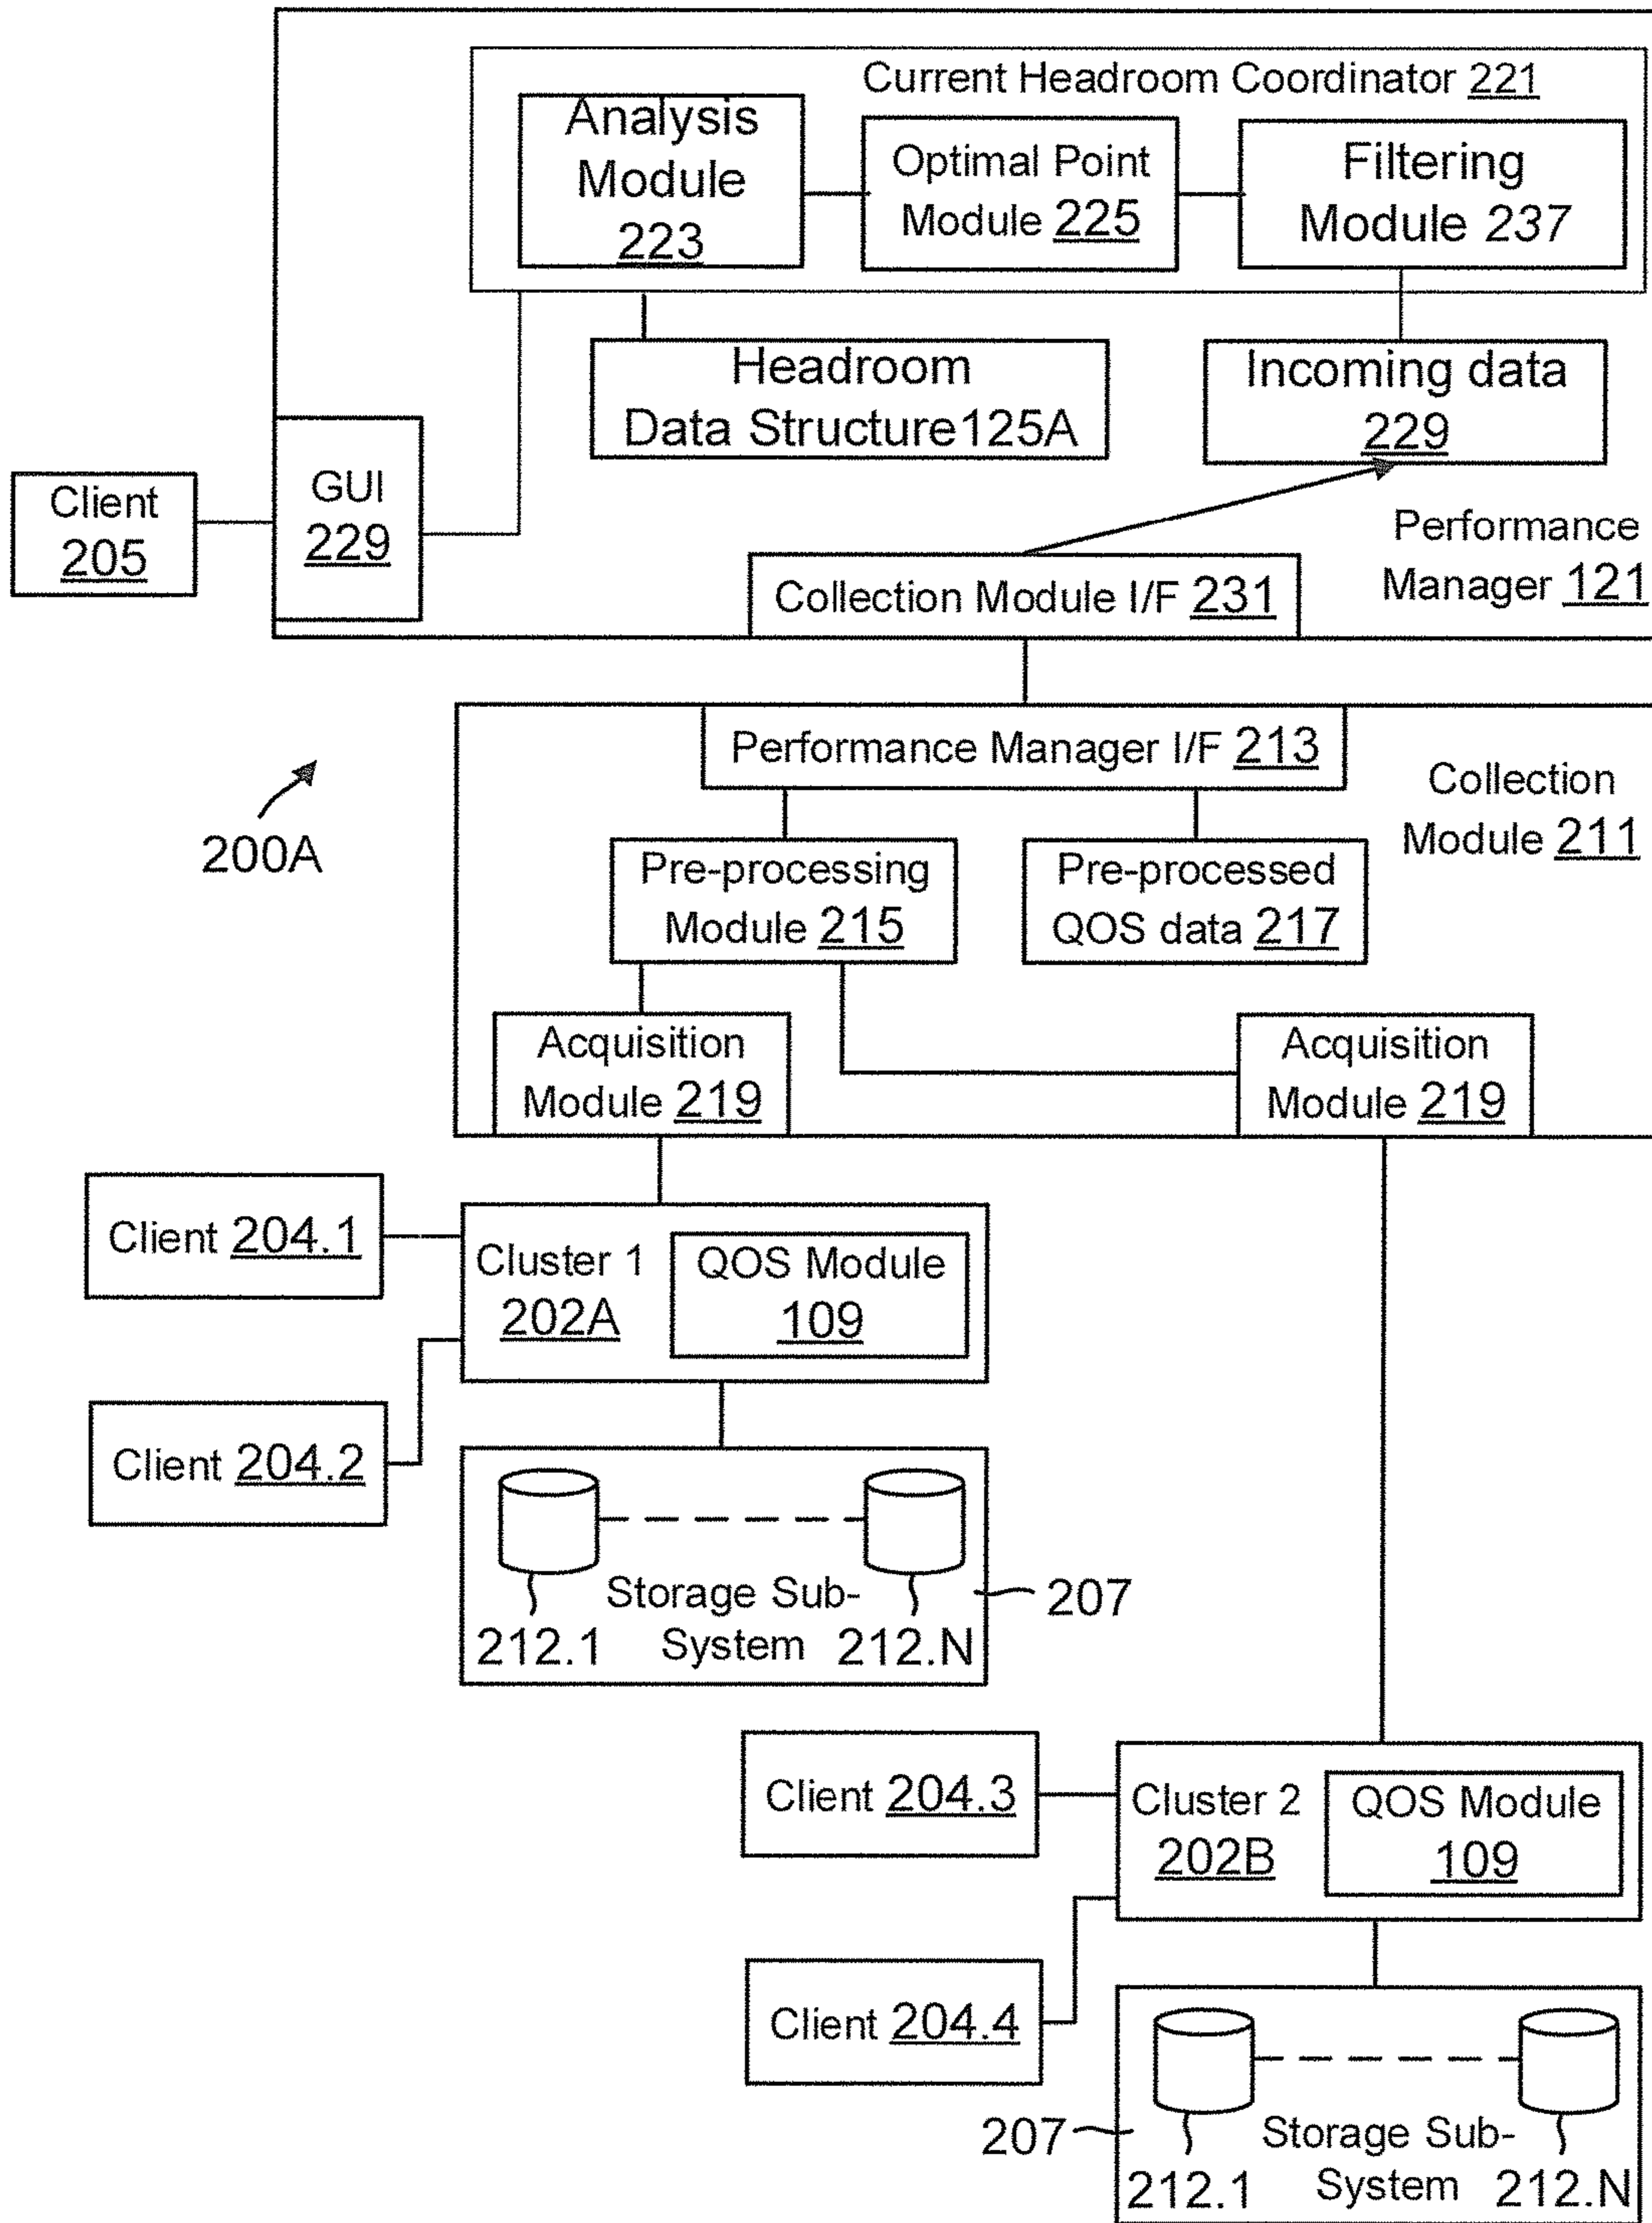 Current Headroom Coordinator 221
Analysis
Module
223
Optimal Point
Module 225
Filtering
Module 237
Headroom
Data Structure125A
Incoming data
229
Client
205
GUI
229
Performance
Manager 121
Collection Module I/F 231
Performance Manager I/F 213
Collection
Module 211
200A
Pre-processing
Module 215
Pre-processed
QOS data 217
Acquisition
Module 219
Acquisition
Module 219
Client 204.1
Cluster 1
202A
QOS Module
109
Client 204.2
Storage Sub-
System
212.1
212.N
207
Client 204.3
Cluster 2
202B
QOS Module
109
Client 204.4
207
Storage Sub-
System
212.1
212.N